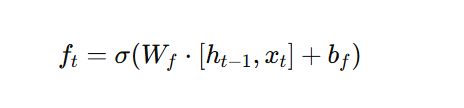 f_t = σ(W_f · [h_{t−1}, x_t] + b_f)